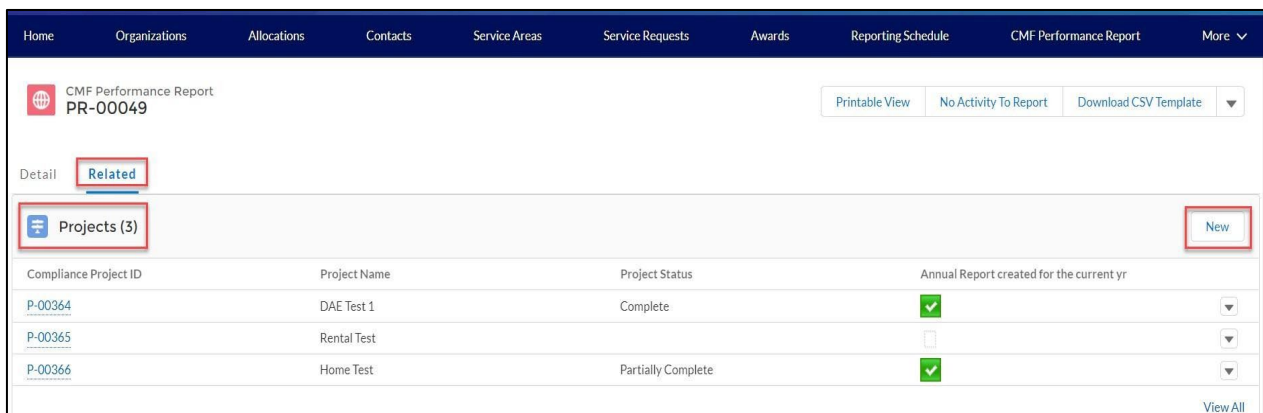 Home Organizations Allocations Contacts Service Areas Service Requests Awards Reporting Schedule CMF Performance Report More
CMF Performance Report
PR-00049
Printable View No Activity To Report Download CSV Template
Detail Related
Projects (3) New
Compliance Project ID Project Name Project Status Annual Report created for the current yr
P-00364 DAE Test 1 Complete
P-00365 Rental Test
P-00366 Home Test Partially Complete
View All